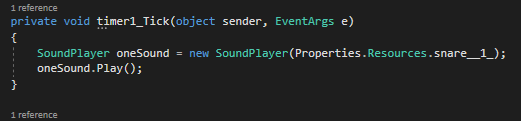 1 reference
private void timer1_Tick(object sender, EventArgs e)
{
SoundPlayer oneSound = new SoundPlayer(Properties.Resources.snare__1_);
oneSound.Play();
}
1 reference